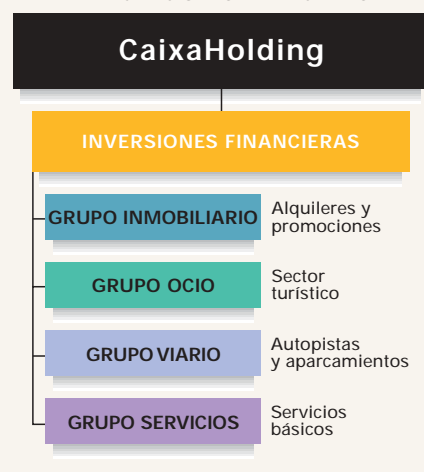 CaixaHolding
INVERSIONES FINANCIERAS
GRUPO INMOBILIARIO
Alquileres y
promociones
GRUPO OCIO
Sector
turístico
GRUPO VIARIO
Autopistas
y aparcamientos
GRUPO SERVICIOS
Servicios
básicos